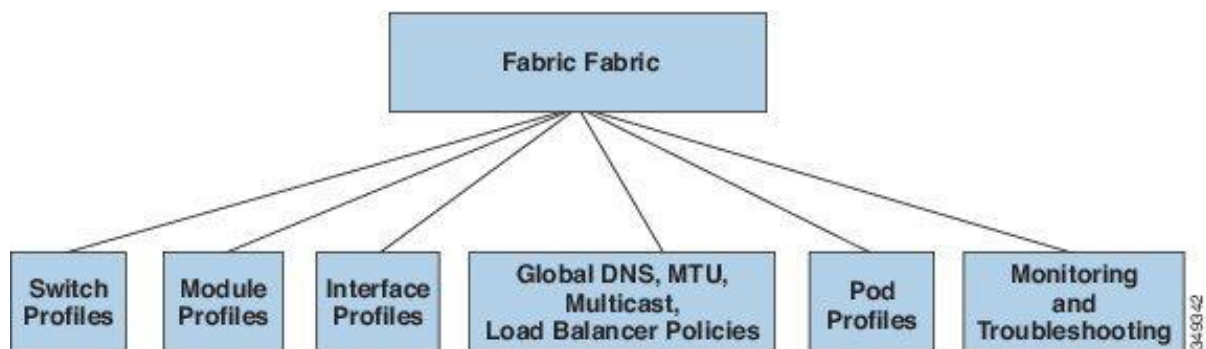 Fabric Fabric
Switch
Profiles
Module
Profiles
Interface
Profiles
Global DNS, MTU,
Multicast,
Load Balancer Policies
Pod
Profiles
Monitoring
and
Troubleshooting
349342